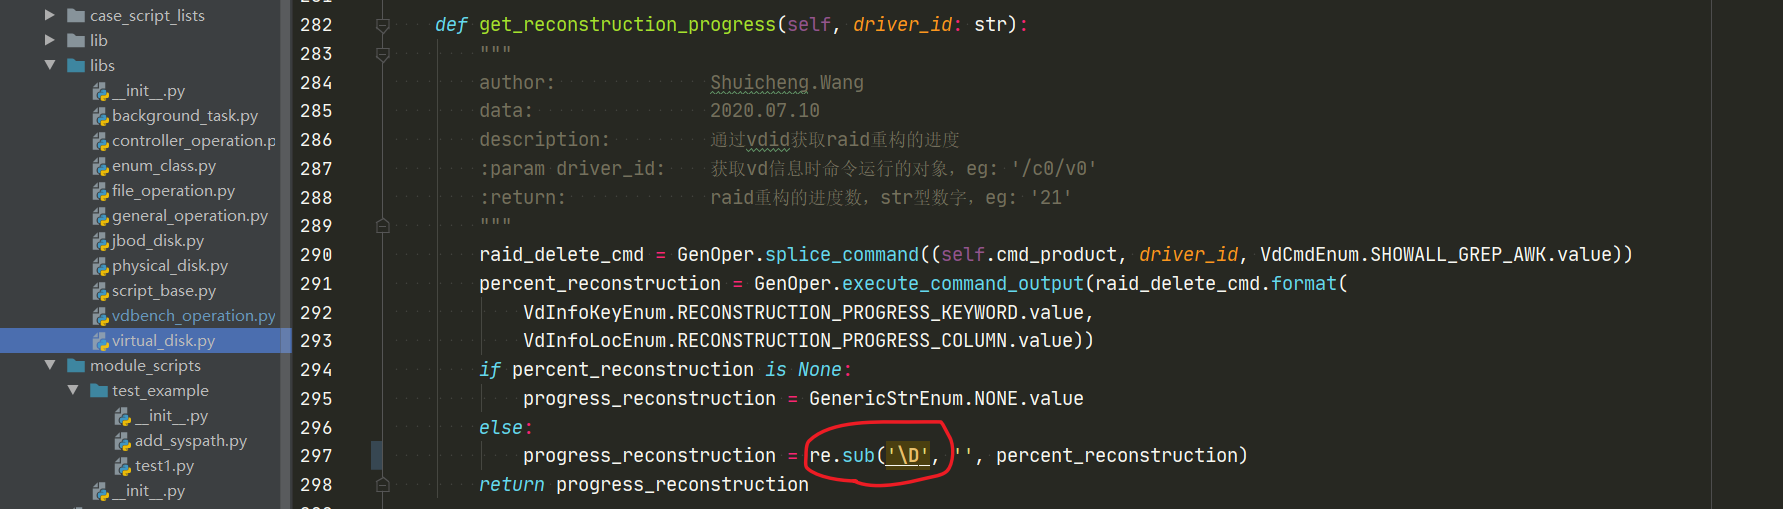 case_script_lists
lib
libs
__init__.py
background_task.py
controller_operation.p
enum_class.py
file_operation.py
general_operation.py
jbod_disk.py
physical_disk.py
script_base.py
vdbench_operation.py
virtual_disk.py
module_scripts
test_example
__init__.py
add_syspath.py
test1.py
__init__.py
282 def get_reconstruction_progress(self, driver_id: str):
283 """
284 author: Shuicheng.Wang
285 data: 2020.07.10
286 description: 通过vdid获取raid重构的进度
287 :param driver_id: 获取vd信息时命令运行的对象，eg: '/c0/v0'
288 :return: raid重构的进度数，str型数字，eg: '21'
289 """
290 raid_delete_cmd = GenOper.splice_command((self.cmd_product, driver_id, VdCmdEnum.SHOWALL_GREP_AWK.value))
291 percent_reconstruction = GenOper.execute_command_output(raid_delete_cmd.format(
292 VdInfoKeyEnum.RECONSTRUCTION_PROGRESS_KEYWORD.value,
293 VdInfoLocEnum.RECONSTRUCTION_PROGRESS_COLUMN.value))
294 if percent_reconstruction is None:
295 progress_reconstruction = GenericStrEnum.NONE.value
296 else:
297 progress_reconstruction = re.sub('\D', '', percent_reconstruction)
298 return progress_reconstruction